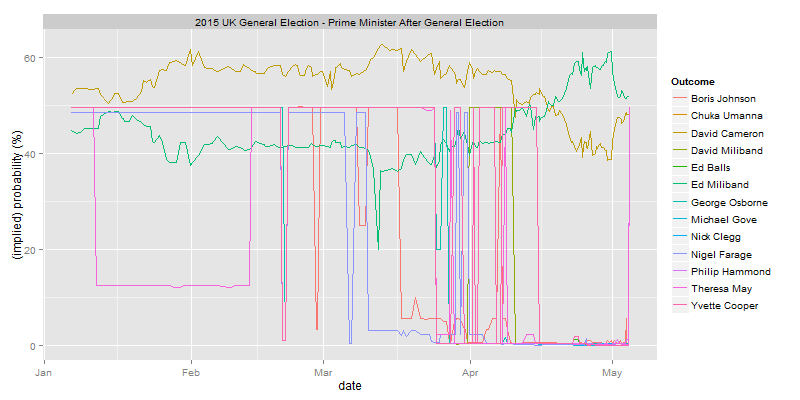 2015 UK General Election - Prime Minister After General Election
60
40
20
0
(implied) probability (%)
Jan
Feb
Mar
Apr
May
date
Outcome
Boris Johnson
Chuka Umanna
David Cameron
David Miliband
Ed Balls
Ed Miliband
George Osborne
Michael Gove
Nick Clegg
Nigel Farage
Philip Hammond
Theresa May
Yvette Cooper